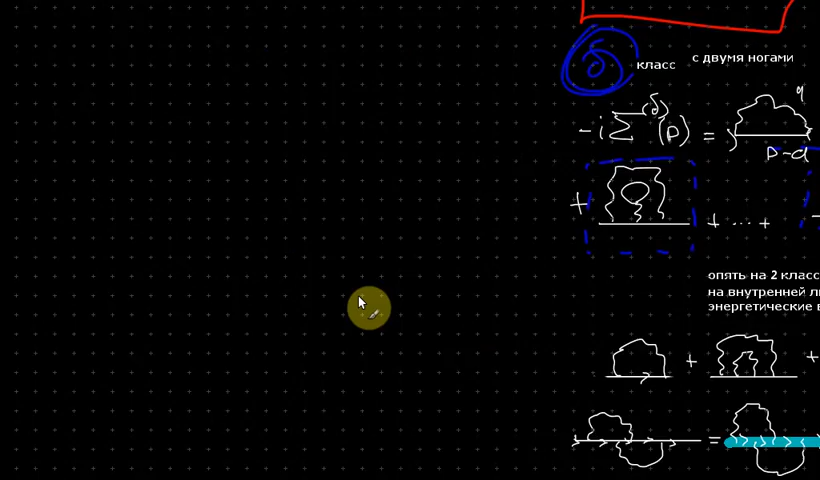 б
класс
с двумя ногами
-i Σ^(б) (p) =
q
p-q
+
+ ... +
опять на 2 класс
на внутренней
энергетические
+ +
=